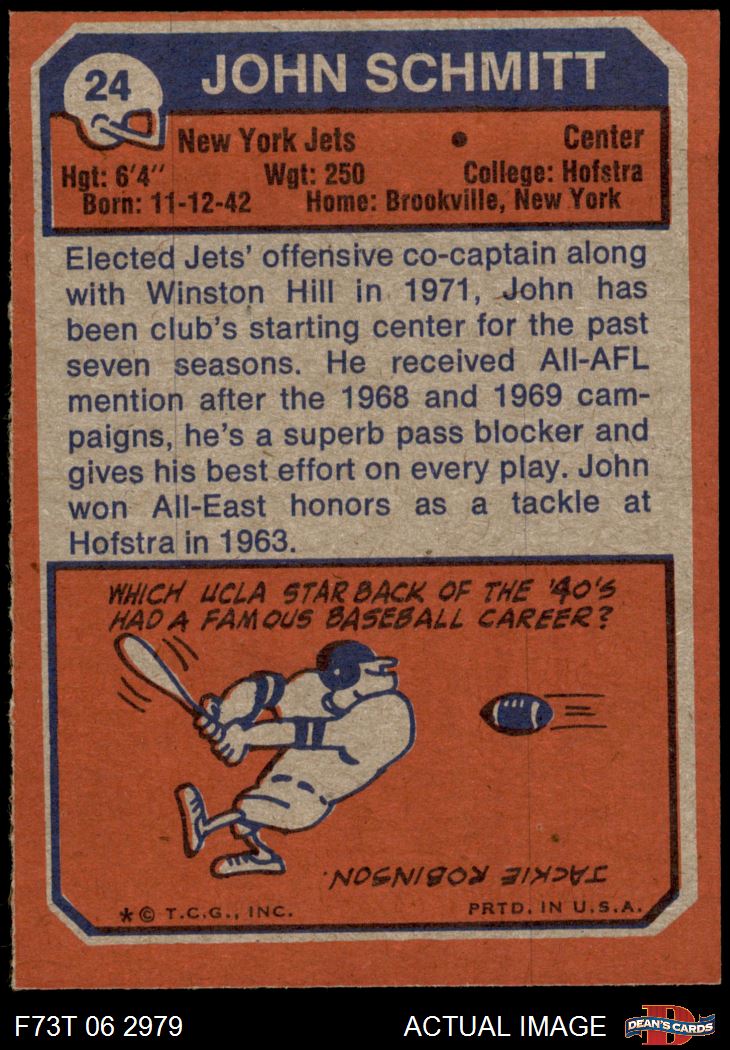 24
JOHN SCHMITT
New York Jets • Center
Hgt: 6'4" Wgt: 250 College: Hofstra
Born: 11-12-42 Home: Brookville, New York
Elected Jets' offensive co-captain along
with Winston Hill in 1971, John has
been club's starting center for the past
seven seasons. He received All-AFL
mention after the 1968 and 1969 cam-
paigns, he's a superb pass blocker and
gives his best effort on every play. John
won All-East honors as a tackle at
Hofstra in 1963.
WHICH UCLA STAR BACK OF THE '40'S
HAD A FAMOUS BASEBALL CAREER?
JACKIE ROBINSON.
*© T.C.G., INC. PRTD. IN U.S.A.
F73T 06 2979 ACTUAL IMAGE D
DEAN'S CARDS